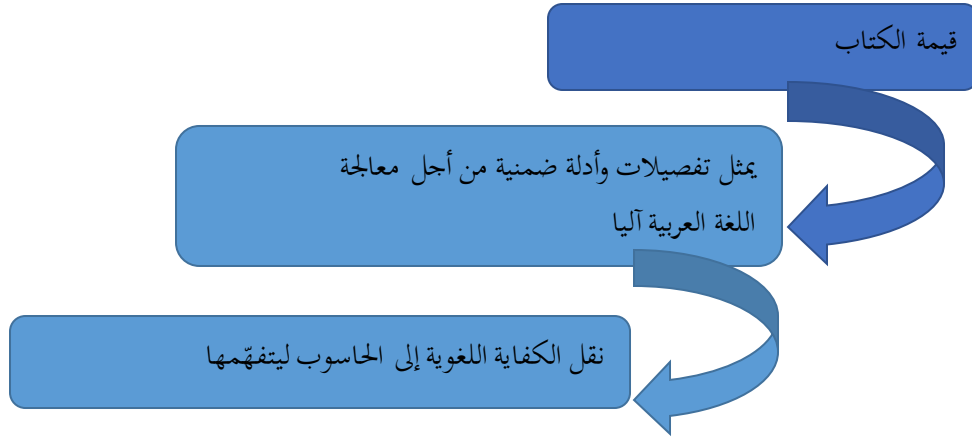 قيمة الكتاب
يمثل تفصيلات وأدلة ضمنية من أجل معالجة
اللغة العربية آليا
نقل الكفاية اللغوية إلى الحاسوب ليتفهّمها